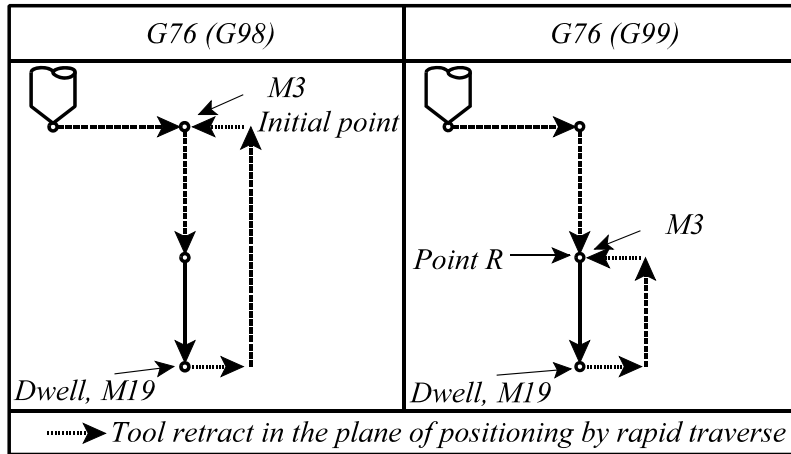 G76 (G98)
G76 (G99)
M3
Initial point
Dwell, M19
M3
Point R
Dwell, M19
Tool retract in the plane of positioning by rapid traverse